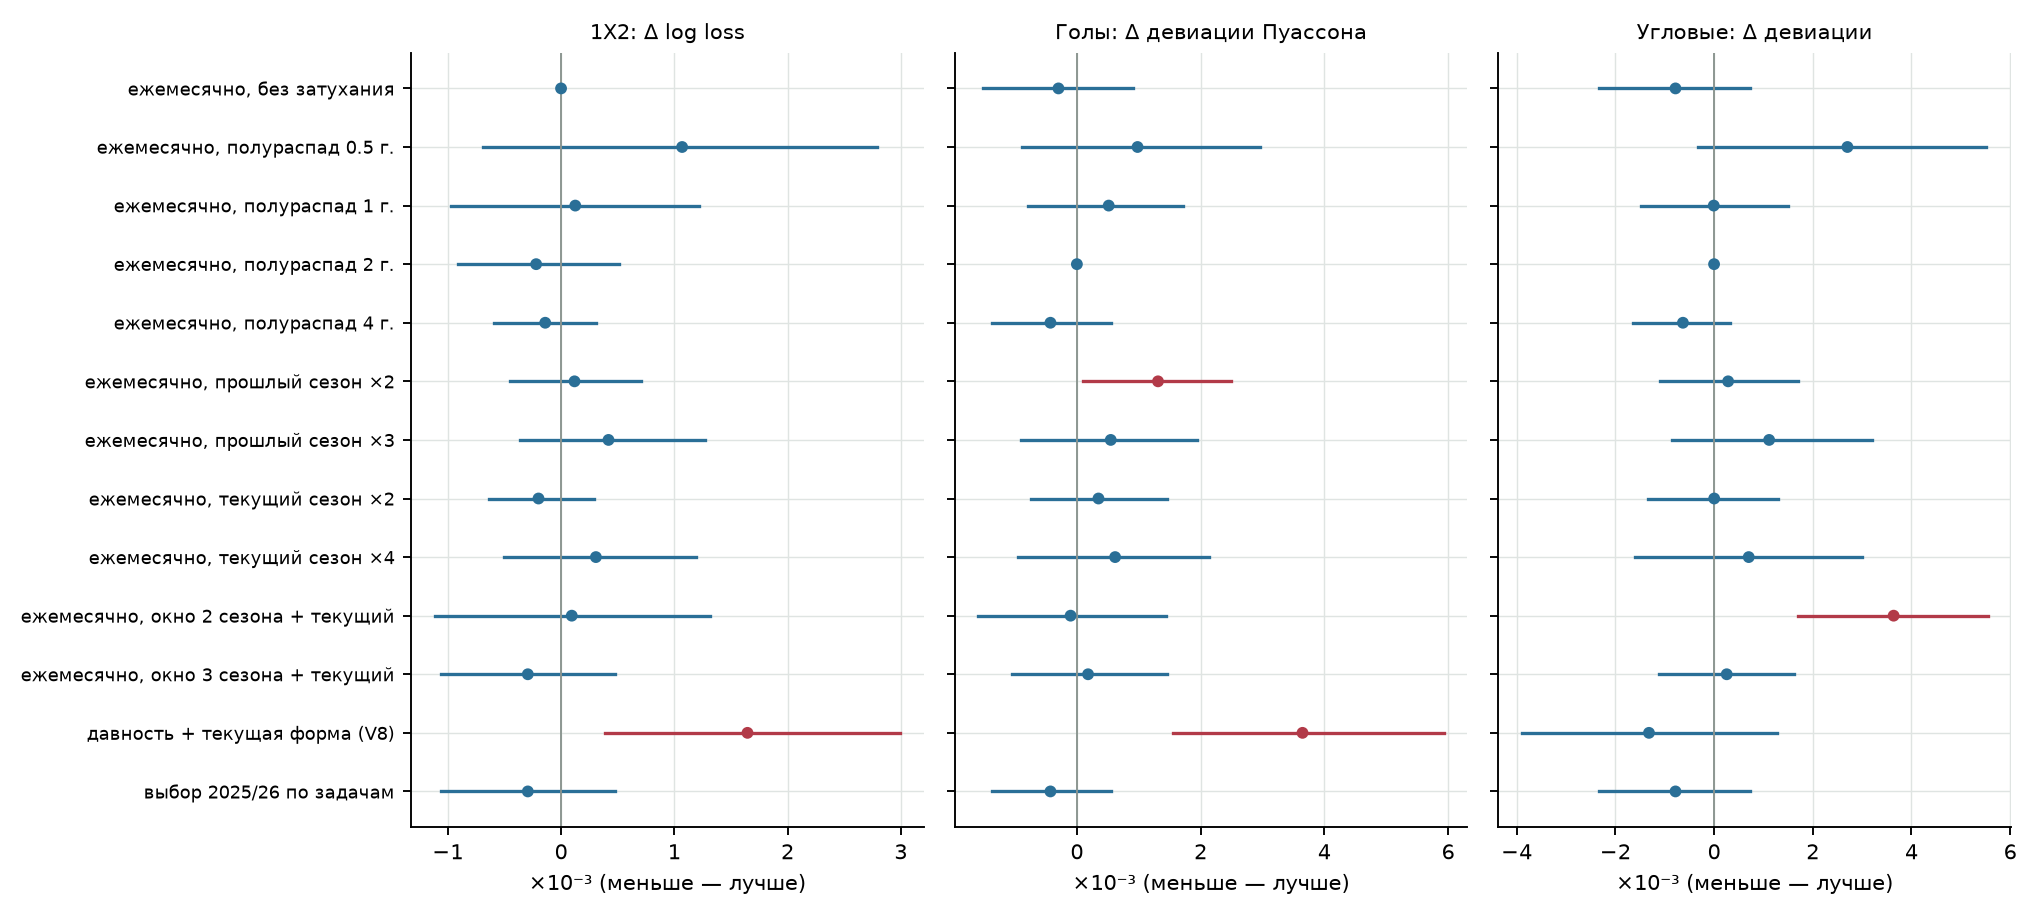 1X2: Δ log loss
Голы: Δ девиации Пуассона
Угловые: Δ девиации
ежемесячно, без затухания
ежемесячно, полураспад 0.5 г.
ежемесячно, полураспад 1 г.
ежемесячно, полураспад 2 г.
ежемесячно, полураспад 4 г.
ежемесячно, прошлый сезон ×2
ежемесячно, прошлый сезон ×3
ежемесячно, текущий сезон ×2
ежемесячно, текущий сезон ×4
ежемесячно, окно 2 сезона + текущий
ежемесячно, окно 3 сезона + текущий
давность + текущая форма (V8)
выбор 2025/26 по задачам
−1 0 1 2 3
0 2 4 6
−4 −2 0 2 4 6
×10⁻³ (меньше — лучше)
×10⁻³ (меньше — лучше)
×10⁻³ (меньше — лучше)